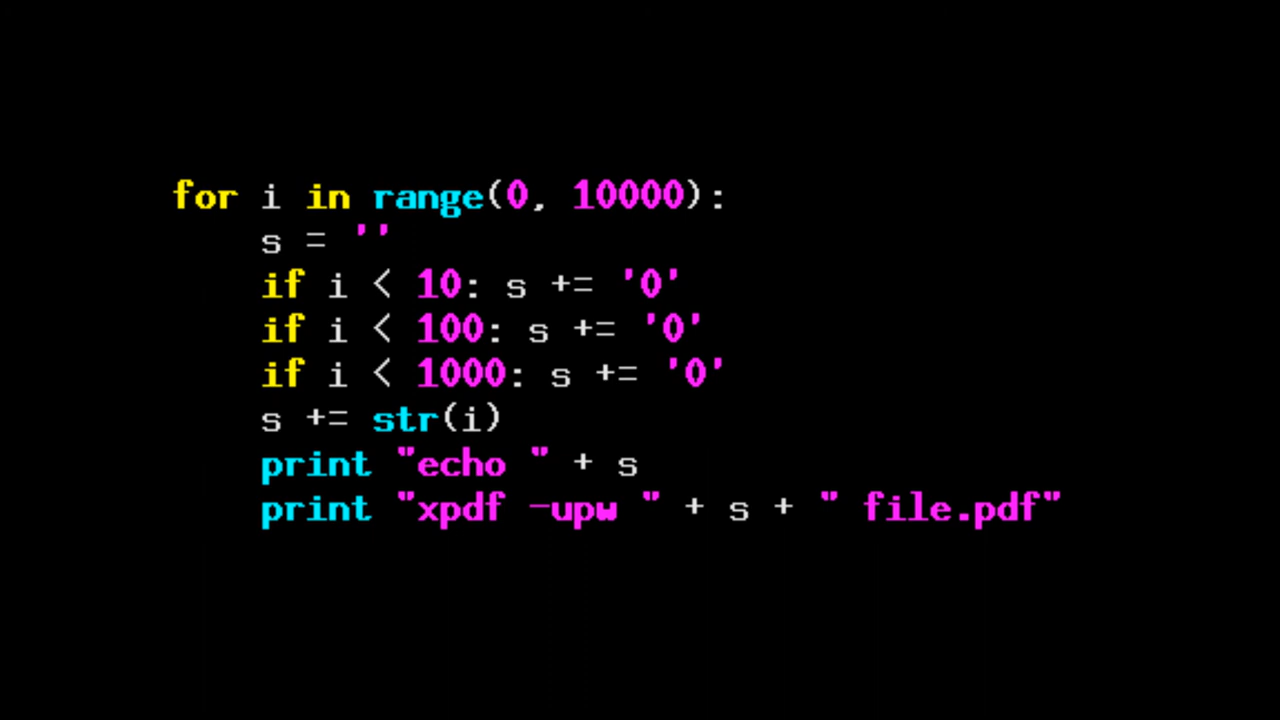 for i in range(0, 10000):
    s = ''
    if i < 10: s += '0'
    if i < 100: s += '0'
    if i < 1000: s += '0'
    s += str(i)
    print "echo " + s
    print "xpdf -upw " + s + " file.pdf"